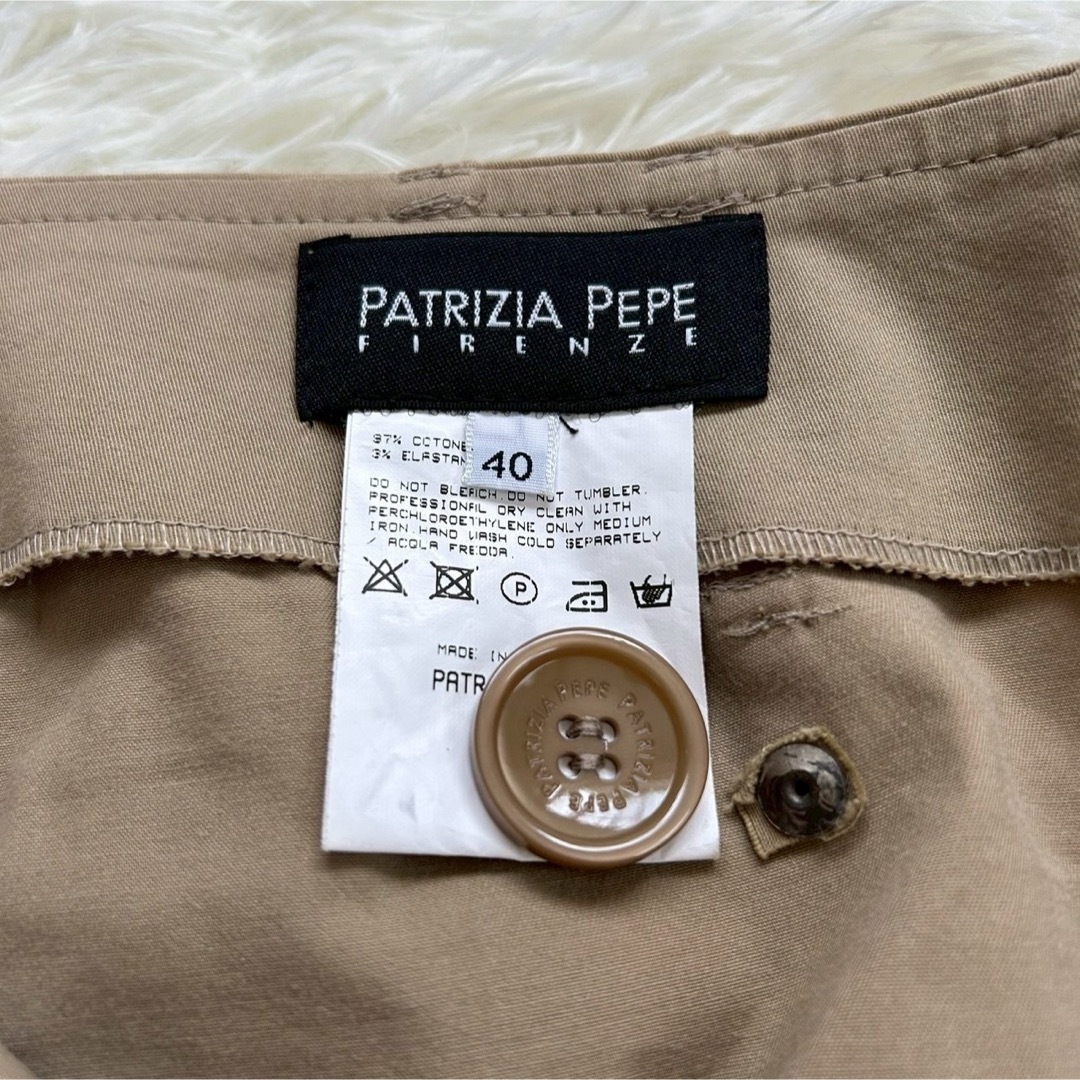 PATRIZIA PEPE
FIRENZE
97% COTONE
3% ELASTAN
40
DO NOT BLEACH.DO NOT TUMBLER.
PROFESSIONAL DRY CLEAN WITH
PERCHLOROETHYLENE ONLY MEDIUM
IRON.HAND WASH COLD SEPARATELY
/ ACQUA FREDDA.
P
MADE IN
PATR
PATRIZIA PEPE PATRIZIA PEPE